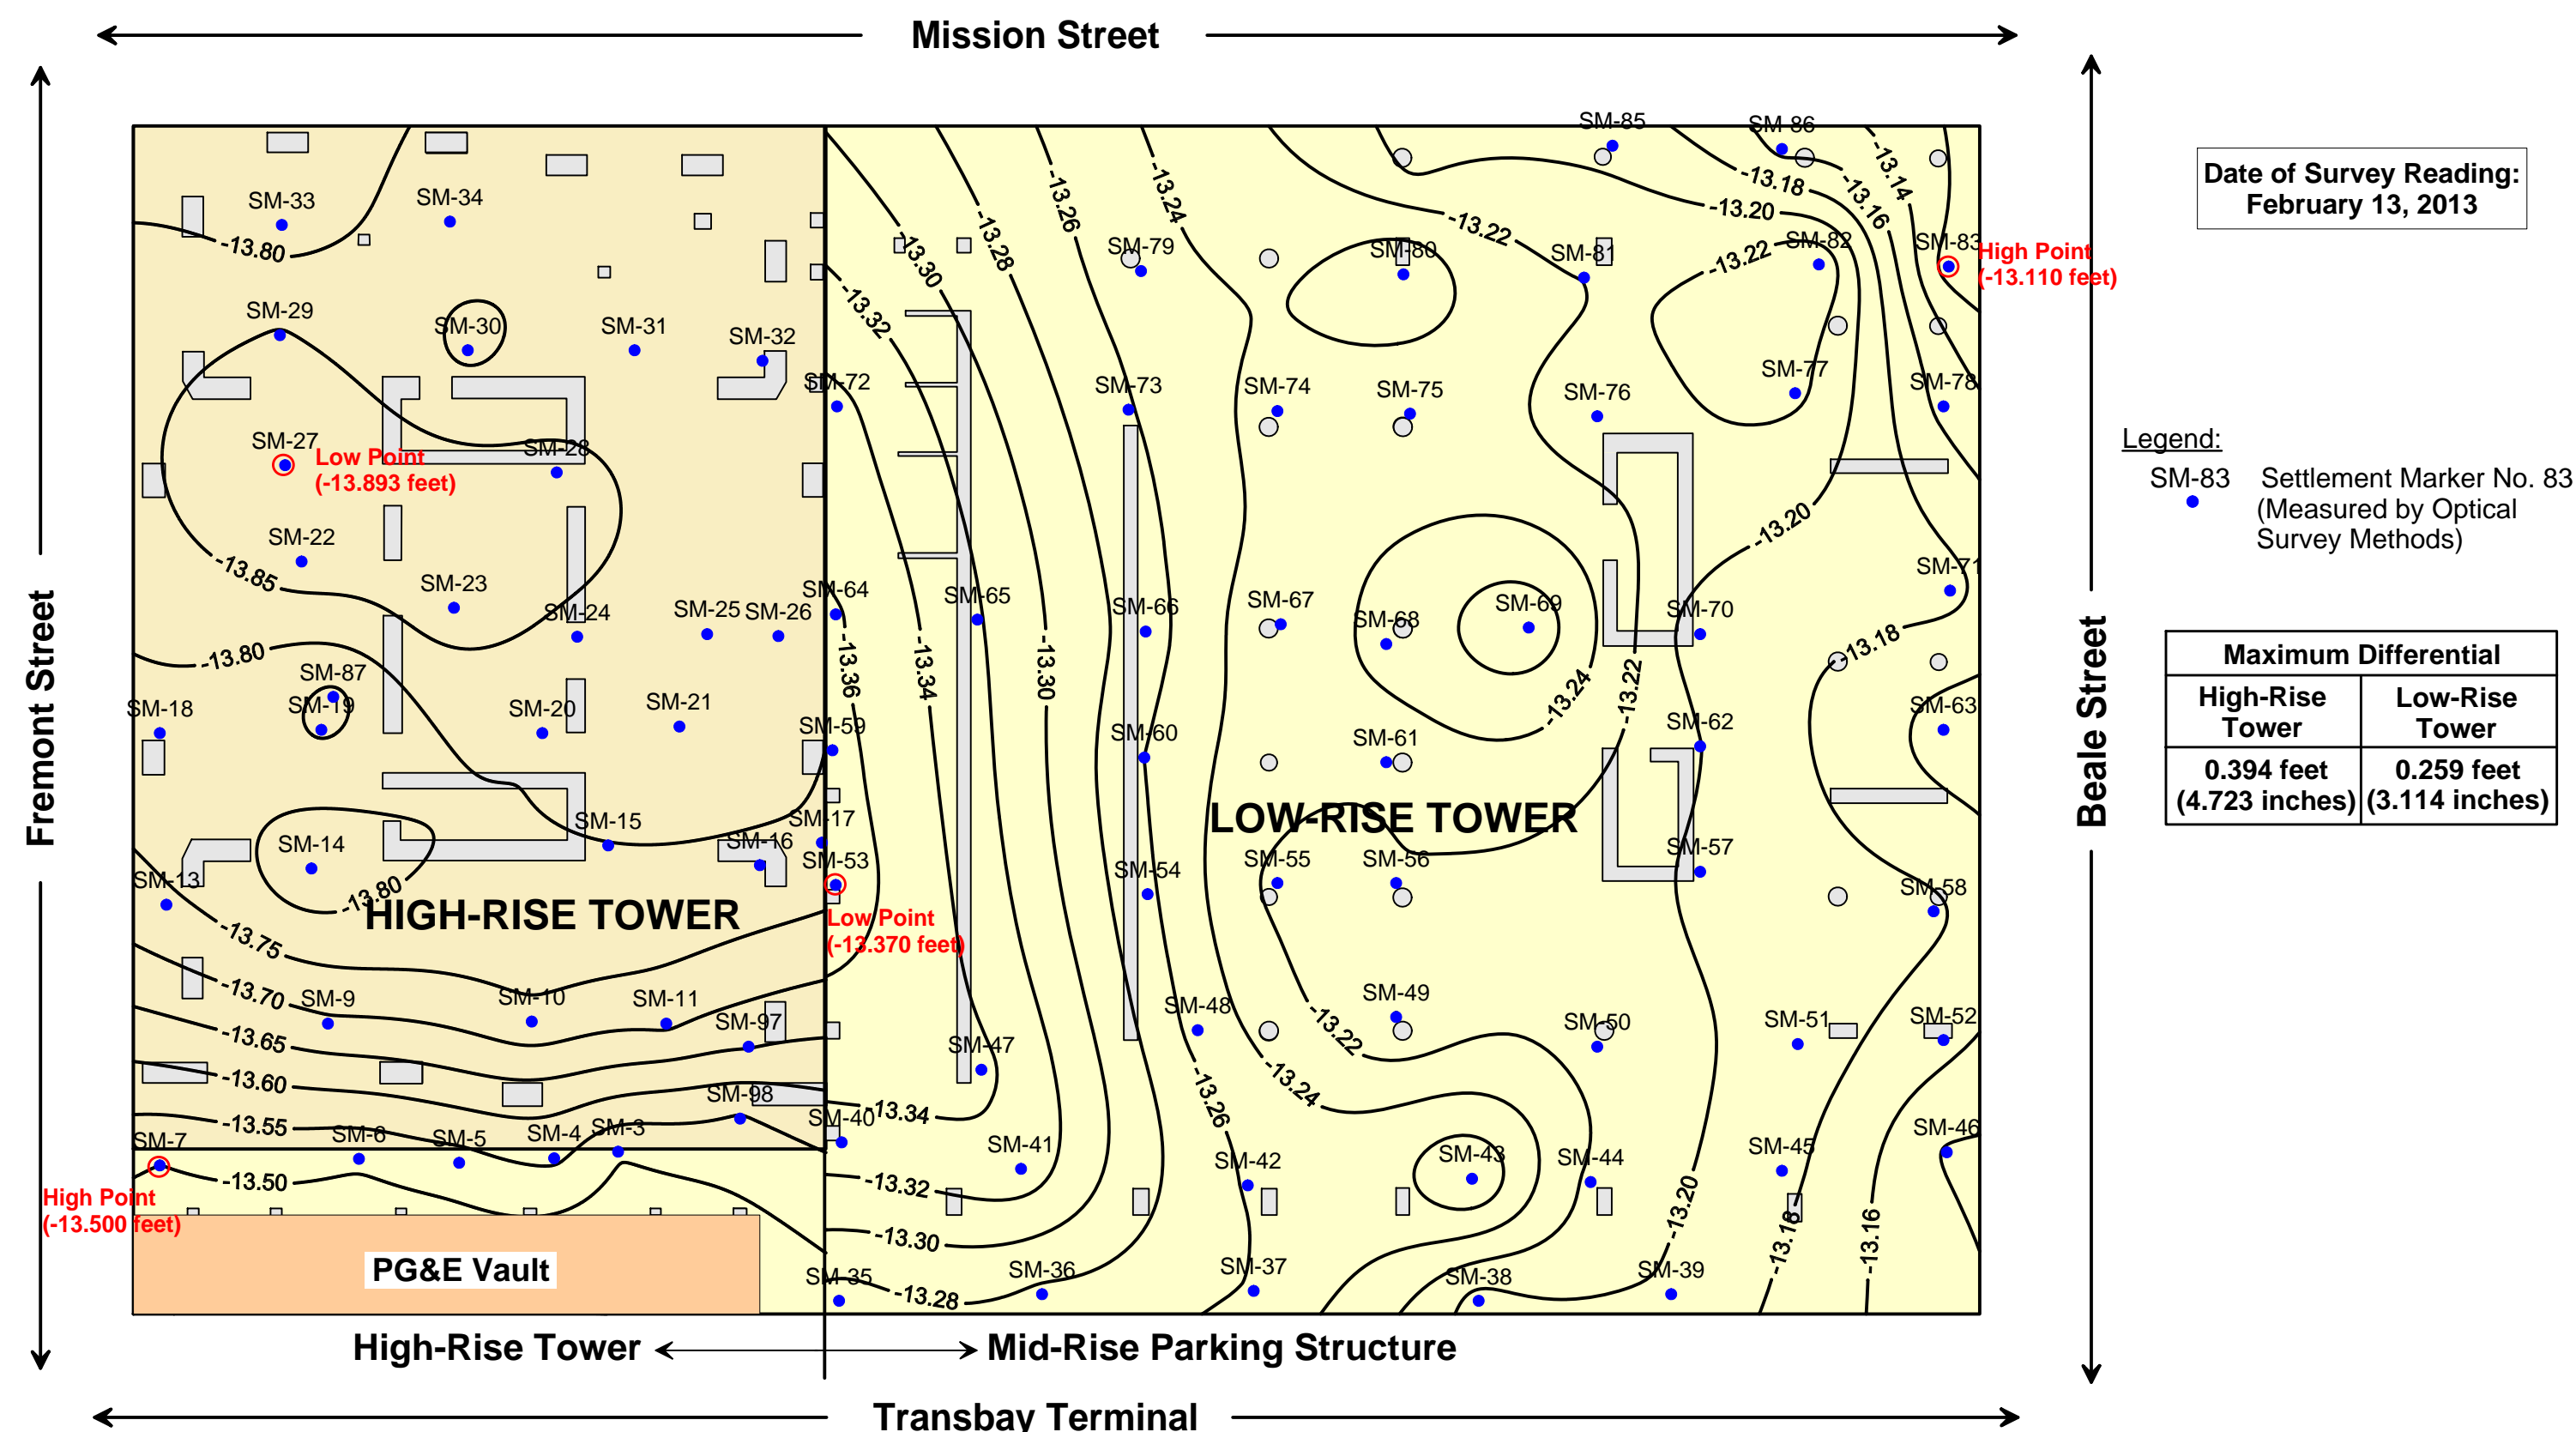 Mission Street
Fremont Street
Beale Street
Date of Survey Reading:
February 13, 2013
SM-85
SM-86
SM-33
SM-34
-13.80
-13.26
-13.24
-13.28
-13.30
-13.32
-13.22
-13.18
-13.20
-13.16
-13.14
SM-79
SM-80
SM-81
-13.22
SM-82
SM-83
High Point
(-13.110 feet)
SM-29
SM-30
SM-31
SM-32
SM-72
SM-73
SM-74
SM-75
SM-76
SM-77
SM-78
SM-27
Low Point
(-13.893 feet)
SM-28
Legend:
SM-83
Settlement Marker No. 83
(Measured by Optical
Survey Methods)
SM-22
-13.85
SM-23
SM-24
SM-25
SM-26
SM-64
SM-65
SM-66
SM-67
SM-68
SM-69
SM-70
SM-71
-13.20
-13.18
-13.80
SM-87
SM-18
SM-19
SM-20
SM-21
-13.36
-13.34
-13.30
-13.24
-13.22
SM-59
SM-60
SM-61
SM-62
SM-63
Maximum Differential
High-Rise
Tower
Low-Rise
Tower
0.394 feet
(4.723 inches)
0.259 feet
(3.114 inches)
LOW-RISE TOWER
SM-14
SM-15
SM-16
SM-17
SM-13
-13.80
HIGH-RISE TOWER
SM-53
Low Point
(-13.370 feet)
SM-54
SM-55
SM-56
SM-57
SM-58
-13.75
-13.70
SM-9
SM-10
SM-11
SM-97
-13.65
-13.60
SM-98
-13.55
SM-47
SM-48
SM-49
SM-50
SM-51
SM-52
-13.22
-13.24
-13.26
-13.34
SM-7
SM-6
SM-5
SM-4
SM-3
SM-40
SM-41
SM-42
SM-43
SM-44
SM-45
SM-46
-13.50
High Point
(-13.500 feet)
-13.32
-13.30
-13.20
-13.18
-13.16
PG&E Vault
SM-35
-13.28
SM-36
SM-37
SM-38
SM-39
High-Rise Tower
Mid-Rise Parking Structure
Transbay Terminal